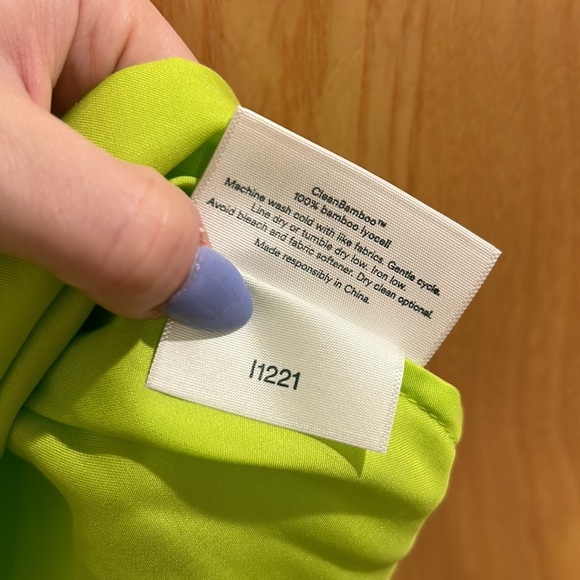 CleanBamboo™
100% bamboo lyocell
Machine wash cold with like fabrics. Gentle cycle.
Line dry or tumble dry low. Iron low.
Avoid bleach and fabric softener. Dry clean optional.
Made responsibly in China.
I1221